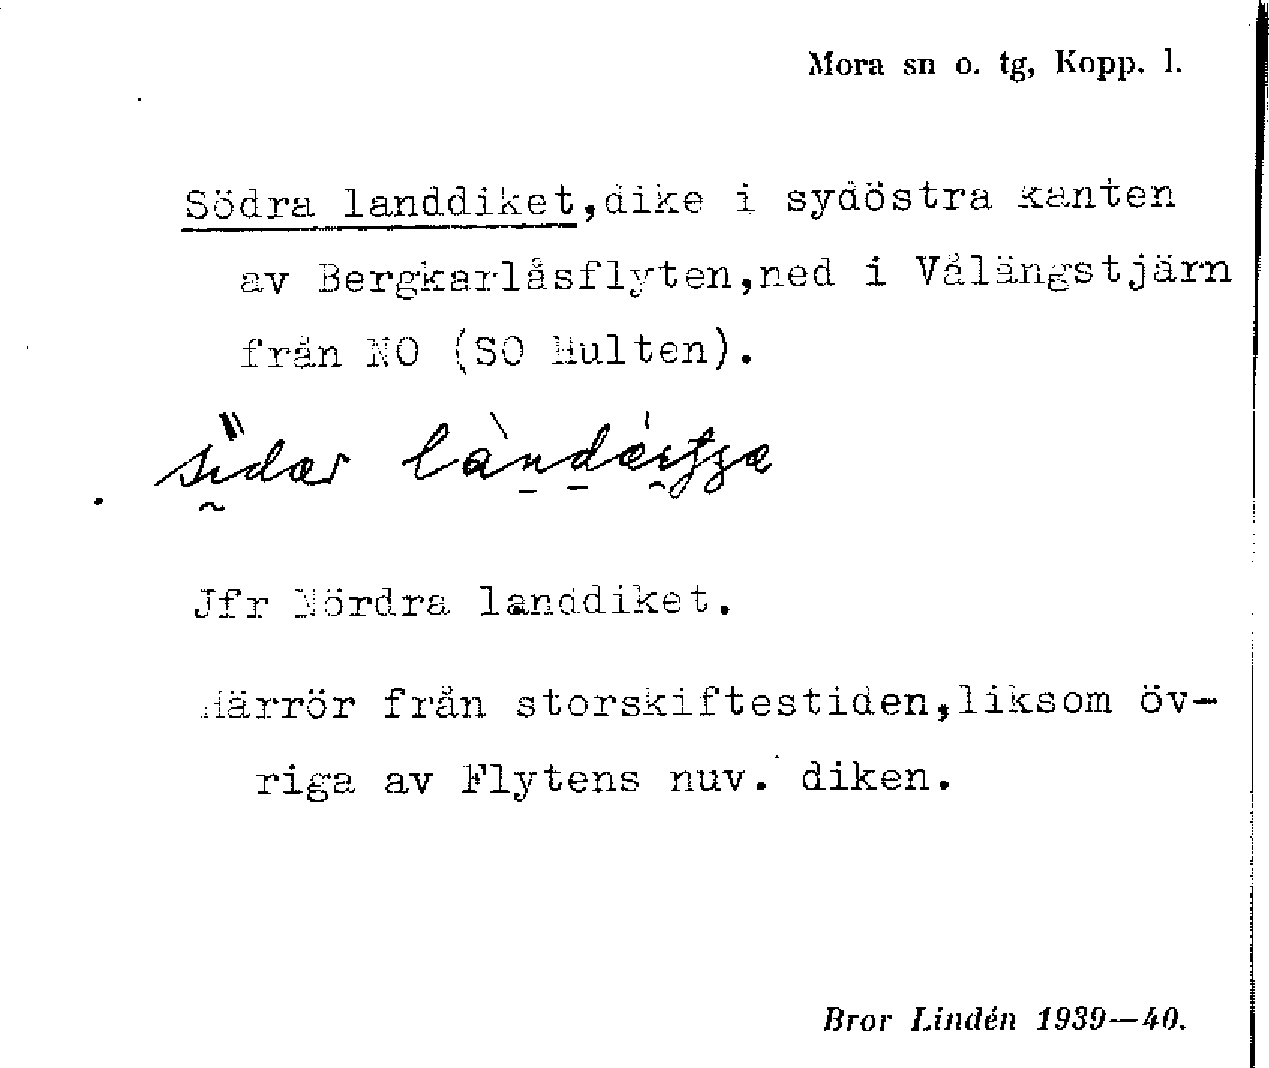 Mora sn o. tg, Kopp. l.
Södra landdiket,dike i sydöstra kanten
av Bergkarlåsflyten,ned i Vålängstjärn
från NO (SO Hulten).
Jfr Nördra landdiket.
Härrör från storskiftestiden,liksom öv-
riga av Flytens nuv. diken.
Bror Lindén 1939—40.